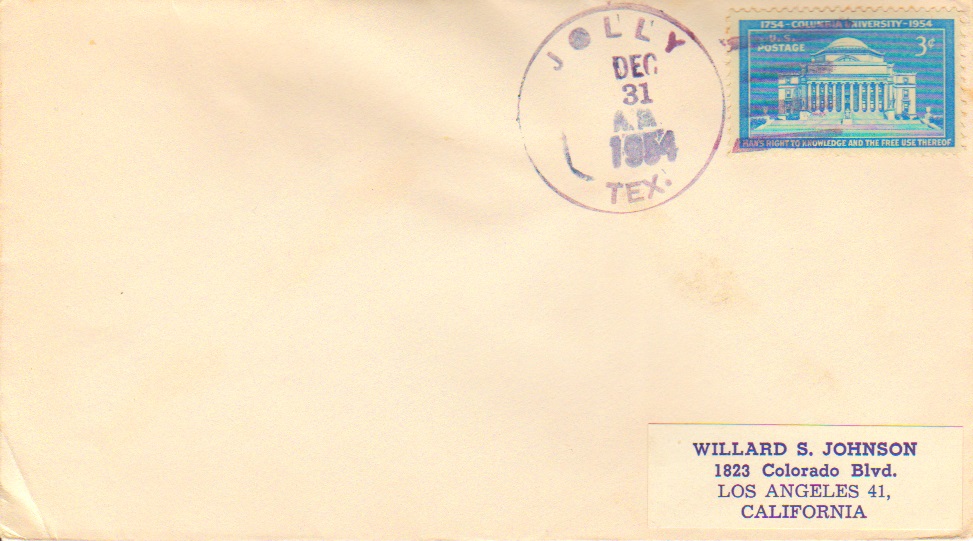 JOLLY
DEC
31
A.M.
1954
TEX.
1754-COLUMBIA UNIVERSITY-1954
U.S.
POSTAGE
3¢
MAN'S RIGHT TO KNOWLEDGE AND THE FREE USE THEREOF
WILLARD S. JOHNSON
1823 Colorado Blvd.
LOS ANGELES 41,
CALIFORNIA